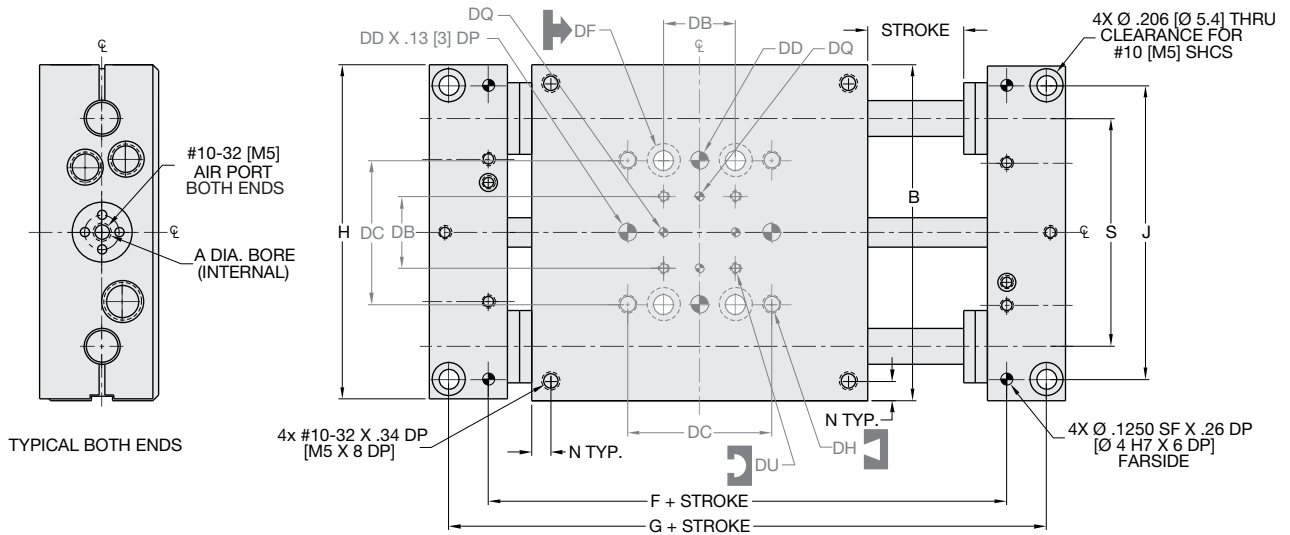 ℄
#10-32 [M5]
AIR PORT
BOTH ENDS
℄
A DIA. BORE
(INTERNAL)
TYPICAL BOTH ENDS
DQ
DD X .13 [3] DP
DF
DB
℄
DD
DQ
STROKE
4X Ø .206 [Ø 5.4] THRU
CLEARANCE FOR
#10 [M5] SHCS
H
DC
DB
B
S
J
℄
4x #10-32 X .34 DP
[M5 X 8 DP]
N TYP.
DC
DU
DH
N TYP.
4X Ø .1250 SF X .26 DP
[Ø 4 H7 X 6 DP]
FARSIDE
F + STROKE
G + STROKE